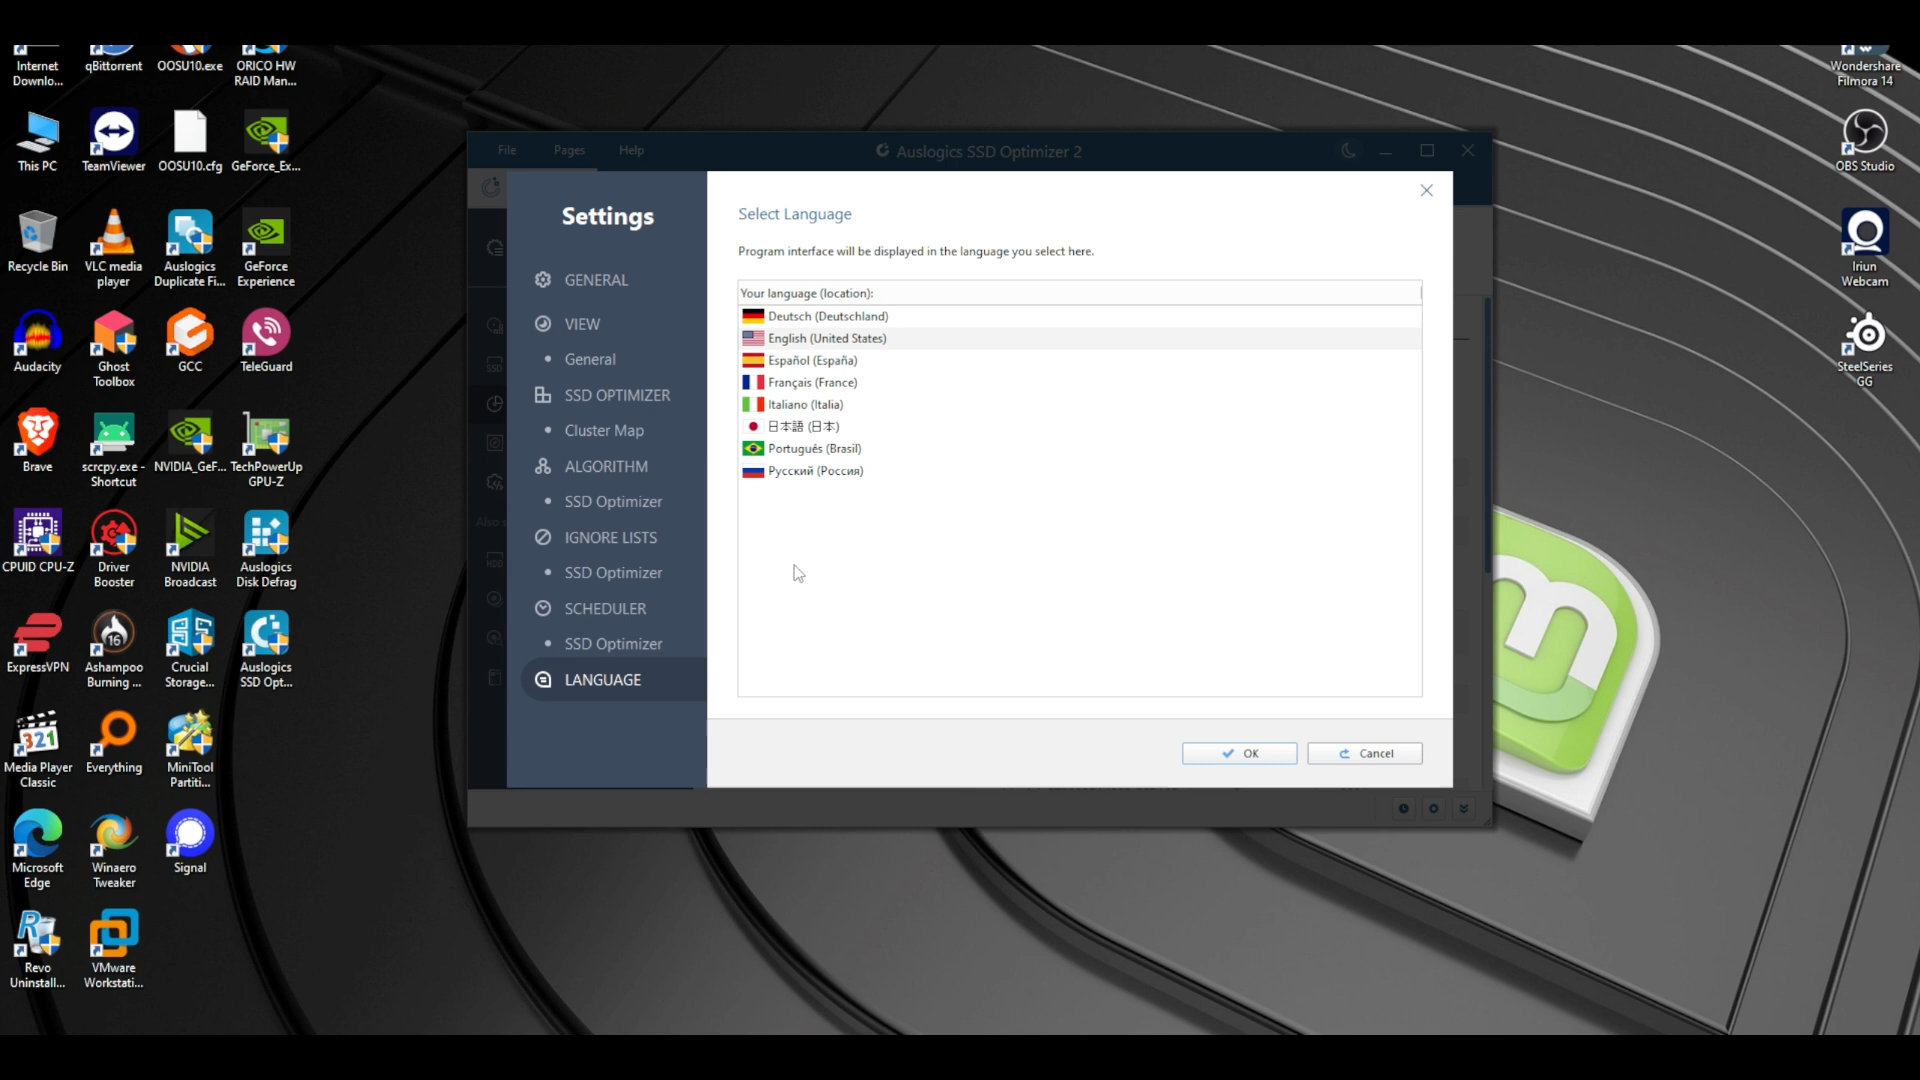 Internet
Downlo...
qBittorrent
OOSU10.exe
ORICO HW
RAID Man...
This PC
TeamViewer
OOSU10.cfg
GeForce_Ex...
Recycle Bin
VLC media
player
Auslogics
Duplicate Fi...
GeForce
Experience
Audacity
Ghost
Toolbox
GCC
TeleGuard
Brave
scrcpy.exe -
Shortcut
NVIDIA_GeF...
TechPowerUp
GPU-Z
CPUID CPU-Z
Driver
Booster
NVIDIA
Broadcast
Auslogics
Disk Defrag
ExpressVPN
16
Ashampoo
Burning ...
Crucial
Storage...
Auslogics
SSD Opt...
321
Media Player
Classic
Everything
MiniTool
Partiti...
Microsoft
Edge
Winaero
Tweaker
Signal
Revo
Uninstall...
VMware
Workstati...
File
Pages
Help
Auslogics SSD Optimizer 2
SSD
Also s
HDD
Settings
GENERAL
VIEW
General
SSD OPTIMIZER
Cluster Map
ALGORITHM
SSD Optimizer
IGNORE LISTS
SSD Optimizer
SCHEDULER
SSD Optimizer
LANGUAGE
Select Language
Program interface will be displayed in the language you select here.
Your language (location):
Deutsch (Deutschland)
English (United States)
Español (España)
Français (France)
Italiano (Italia)
日本語 (日本)
Português (Brasil)
Русский (Россия)
OK
Cancel
Wondershare
Filmora 14
OBS Studio
Iriun
Webcam
SteelSeries
GG